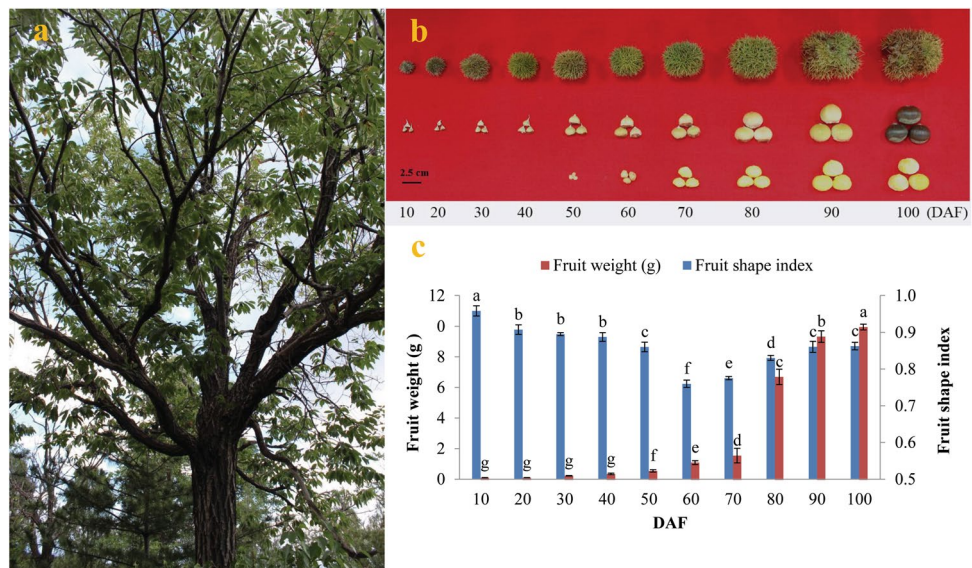 a
b
2.5 cm
10 20 30 40 50 60 70 80 90 100 (DAF)
c
Fruit weight (g) Fruit shape index
12
0
8
6
4
2
0
Fruit weight (g)
a
b
b
b
c
f
e
d
c
c
g
g
g
g
f
e
d
c
b
a
1.0
0.9
0.8
0.7
0.6
0.5
Fruit shape index
10 20 30 40 50 60 70 80 90 100
DAF